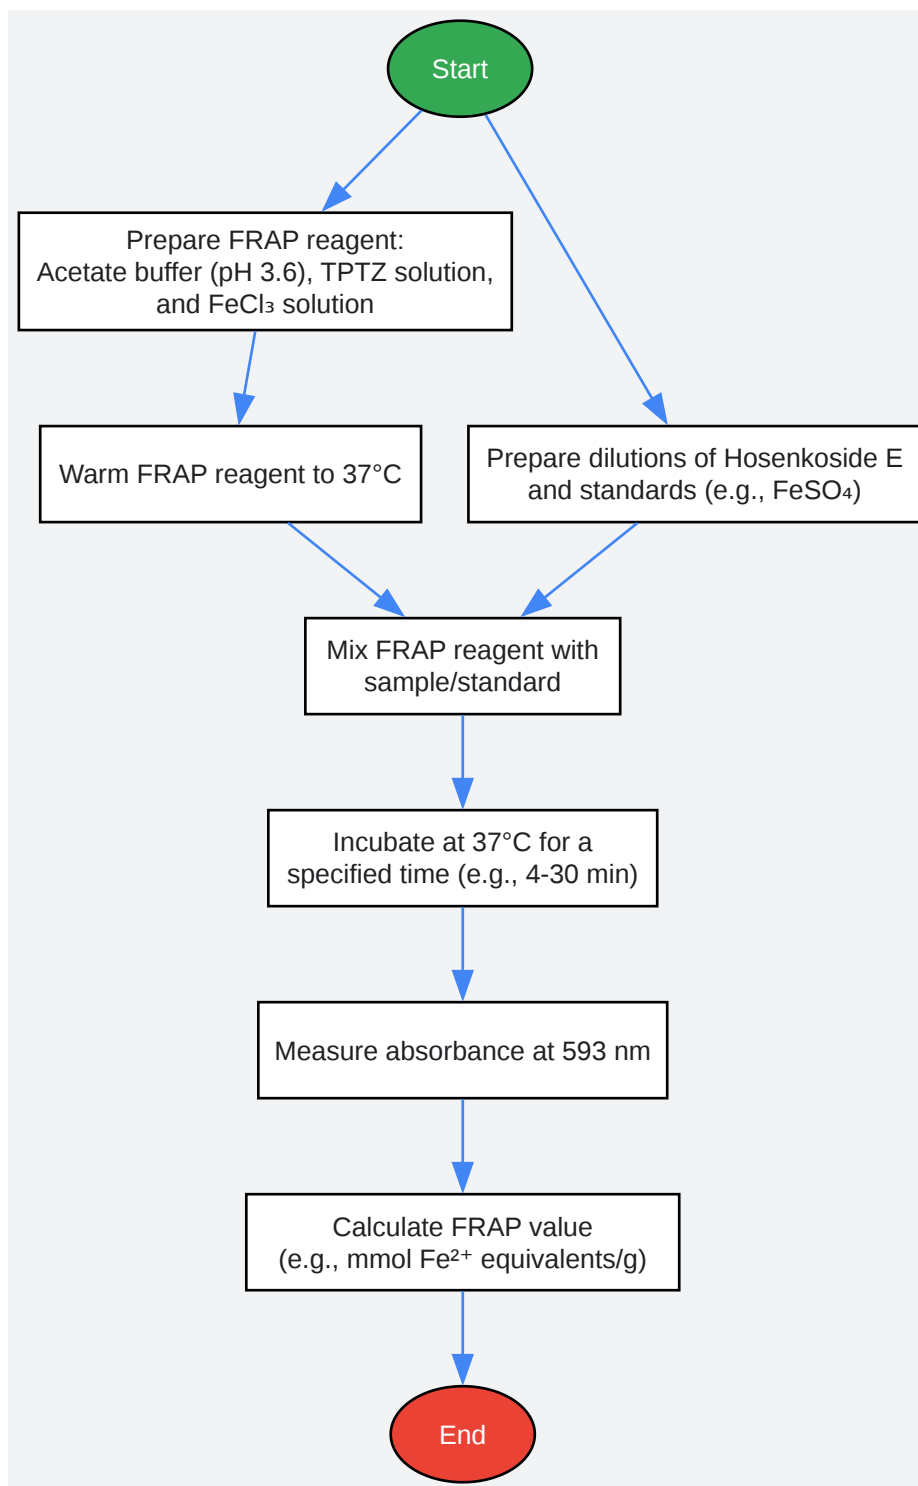 Start
Prepare FRAP reagent:
Acetate buffer (pH 3.6), TPTZ solution,
and FeCl₃ solution
Warm FRAP reagent to 37°C
Prepare dilutions of Hosenkoside E
and standards (e.g., FeSO₄)
Mix FRAP reagent with
sample/standard
Incubate at 37°C for a
specified time (e.g., 4-30 min)
Measure absorbance at 593 nm
Calculate FRAP value
(e.g., mmol Fe²⁺ equivalents/g)
End